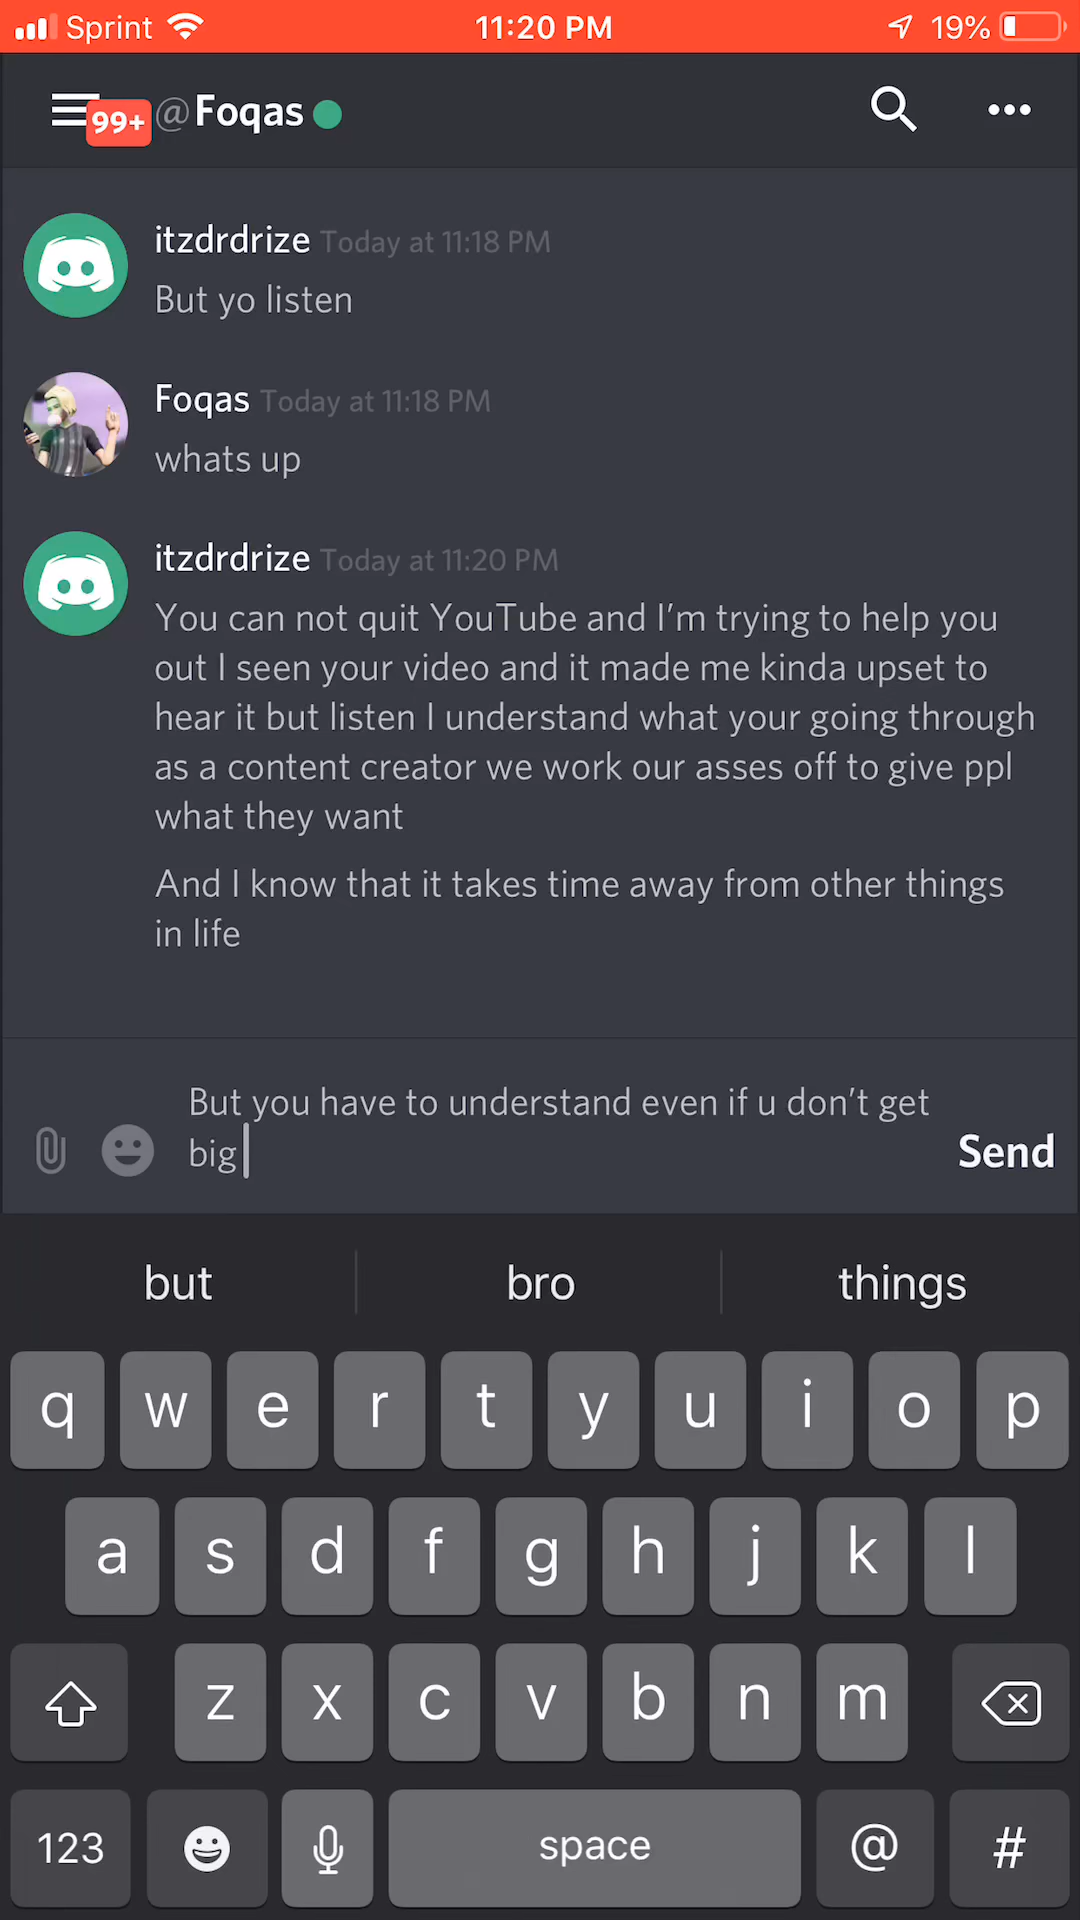 Sprint 11:20 PM 19%
99+ @Foqas
itzdrdrize Today at 11:18 PM
But yo listen
Foqas Today at 11:18 PM
whats up
itzdrdrize Today at 11:20 PM
You can not quit YouTube and I'm trying to help you
out I seen your video and it made me kinda upset to
hear it but listen I understand what your going through
as a content creator we work our asses off to give ppl
what they want
And I know that it takes time away from other things
in life
But you have to understand even if u don't get
big
Send
but bro things
q w e r t y u i o p
a s d f g h j k l
z x c v b n m
123 space @ #